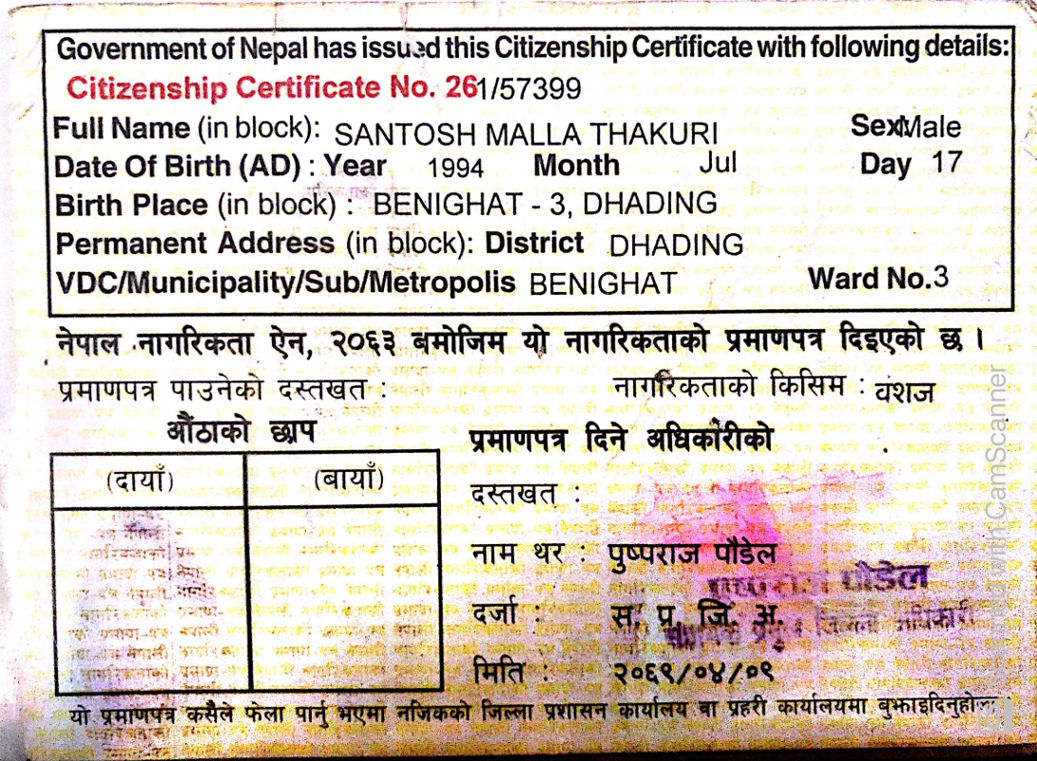 Government of Nepal has issued this Citizenship Certificate with following details:
Citizenship Certificate No. 261/57399
Full Name (in block): SANTOSH MALLA THAKURI Sex Male
Date Of Birth (AD) : Year 1994 Month Jul Day 17
Birth Place (in block) : BENIGHAT - 3, DHADING
Permanent Address (in block): District DHADING
VDC/Municipality/Sub/Metropolis BENIGHAT Ward No.3
नेपाल नागरिकता ऐन, २०६३ बमोजिम यो नागरिकताको प्रमाणपत्र दिइएको छ ।
प्रमाणपत्र पाउनेको दस्तखत : नागरिकताको किसिम : वंशज
औंठाको छाप
प्रमाणपत्र दिने अधिकारीको
(दायाँ) (बायाँ)
दस्तखत :
नाम थर : पुष्पराज पौडेल
पौडेल
दर्जा : स. प्र. जि. अ.
मिति : २०६९/०४/०९
यो प्रमाणपत्र कसैले फेला पार्नु भएमा नजिकको जिल्ला प्रशासन कार्यालय वा प्रहरी कार्यालयमा बुझाइदिनुहोला
with CamScanner